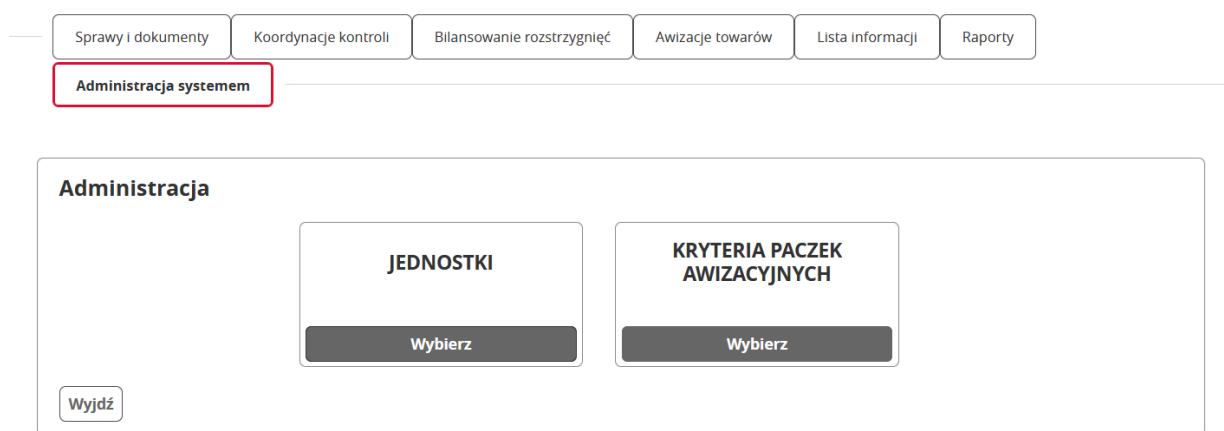 Sprawy i dokumenty Koordynacje kontroli Bilansowanie rozstrzygnięć Awizacje towarów Lista informacji Raporty
Administracja systemem
Administracja
JEDNOSTKI
Wybierz
KRYTERIA PACZEK
AWIZACYJNYCH
Wybierz
Wyjdź